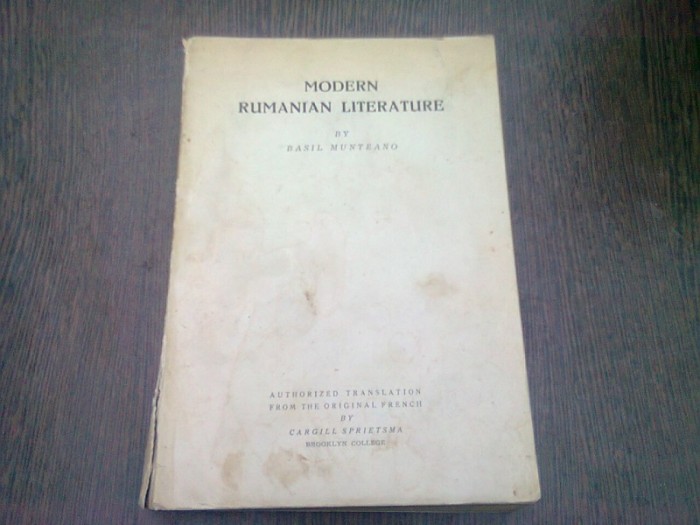 MODERN
RUMANIAN LITERATURE
BY
BASIL MUNTEANO
AUTHORIZED TRANSLATION
FROM THE ORIGINAL FRENCH
BY
CARGILL SPRIETSMA
BROOKLYN COLLEGE